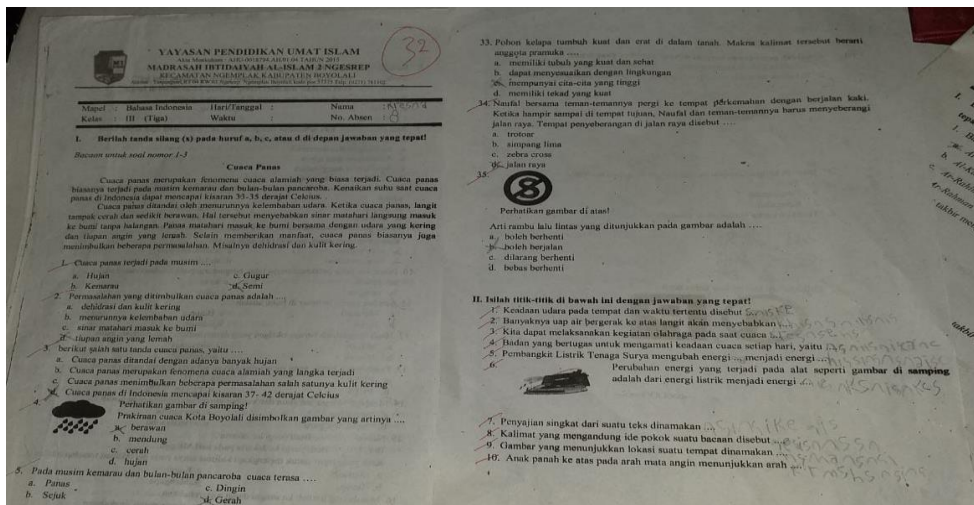 YAYASAN PENDIDIKAN UMAT ISLAM
MADRASAH IBTIDAIYAH AL-ISLAM 2 NGESREP
KECAMATAN NGEMPLAK KABUPATEN BOYOLALI
32
Mapel : Bahasa Indonesia Hari/Tanggal : Nama :
Kelas : III (Tiga) Waktu : No. Absen :
I. Berilah tanda silang (x) pada huruf a, b, c, atau d di depan jawaban yang tepat!
Bacaan untuk soal nomor 1-3
Cuaca Panas
Cuaca panas merupakan fenomena cuaca alamiah yang biasa terjadi. Cuaca panas
biasanya terjadi pada musim kemarau dan bulan-bulan pancaroba. Kenaikan suhu saat cuaca
panas di Indonesia dapat mencapai kisaran 33-35 derajat Celcius.
Cuaca panas ditandai oleh menurunnya kelembaban udara. Ketika cuaca panas, langit
tampak cerah dan sedikit berawan. Hal tersebut menyebabkan sinar matahari langsung masuk
ke bumi tanpa halangan. Panas matahari masuk ke bumi bersama dengan udara yang kering
dan tiupan angin yang lemah. Selain memberikan manfaat, cuaca panas biasanya juga
menimbulkan beberapa permasalahan. Misalnya dehidrasi dan kulit kering.
1. Cuaca panas terjadi pada musim ....
a. Hujan c. Gugur
b. Kemarau d. Semi
2. Permasalahan yang ditimbulkan cuaca panas adalah ....
a. dehidrasi dan kulit kering
b. menurunnya kelembaban udara
c. sinar matahari masuk ke bumi
d. tiupan angin yang lemah
3. berikut salah satu tanda cuaca panas, yaitu ....
a. Cuaca panas ditandai dengan adanya banyak hujan
b. Cuaca panas merupakan fenomena cuaca alamiah yang langka terjadi
c. Cuaca panas menimbulkan beberapa permasalahan salah satunya kulit kering
d. Cuaca panas di Indonesia mencapai kisaran 37- 42 derajat Celcius
4. Perhatikan gambar di samping!
Prakiraan cuaca Kota Boyolali disimbolkan gambar yang artinya ....
a. berawan
b. mendung
c. cerah
d. hujan
5. Pada musim kemarau dan bulan-bulan pancaroba cuaca terasa ....
a. Panas c. Dingin
b. Sejuk d. Gerah
33. Pohon kelapa tumbuh kuat dan erat di dalam tanah. Makna kalimat tersebut berarti
anggota pramuka ....
a. memiliki tubuh yang kuat dan sehat
b. dapat menyesuaikan dengan lingkungan
c. mempunyai cita-cita yang tinggi
d. memiliki tekad yang kuat
34. Naufal bersama teman-temannya pergi ke tempat perkemahan dengan berjalan kaki.
Ketika hampir sampai di tempat tujuan, Naufal dan teman-temannya harus menyeberangi
jalan raya. Tempat penyeberangan di jalan raya disebut ....
a. trotoar
b. simpang lima
c. zebra cross
d. jalan raya
35.
Perhatikan gambar di atas!
Arti rambu lalu lintas yang ditunjukkan pada gambar adalah ....
a. boleh berhenti
b. boleh berjalan
c. dilarang berhenti
d. bebas berhenti
II. Isilah titik-titik di bawah ini dengan jawaban yang tepat!
1. Keadaan udara pada tempat dan waktu tertentu disebut
2. Banyaknya uap air bergerak ke atas langit akan menyebabkan
3. Kita dapat melaksanakan kegiatan olahraga pada saat cuaca
4. Badan yang bertugas untuk mengamati keadaan cuaca setiap hari, yaitu
5. Pembangkit Listrik Tenaga Surya mengubah energi ... menjadi energi ...
6. Perubahan energi yang terjadi pada alat seperti gambar di samping
adalah dari energi listrik menjadi energi
7. Penyajian singkat dari suatu teks dinamakan ....
8. Kalimat yang mengandung ide pokok suatu bacaan disebut ....
9. Gambar yang menunjukkan lokasi suatu tempat dinamakan ....
10. Anak panah ke atas pada arah mata angin menunjukkan arah ....